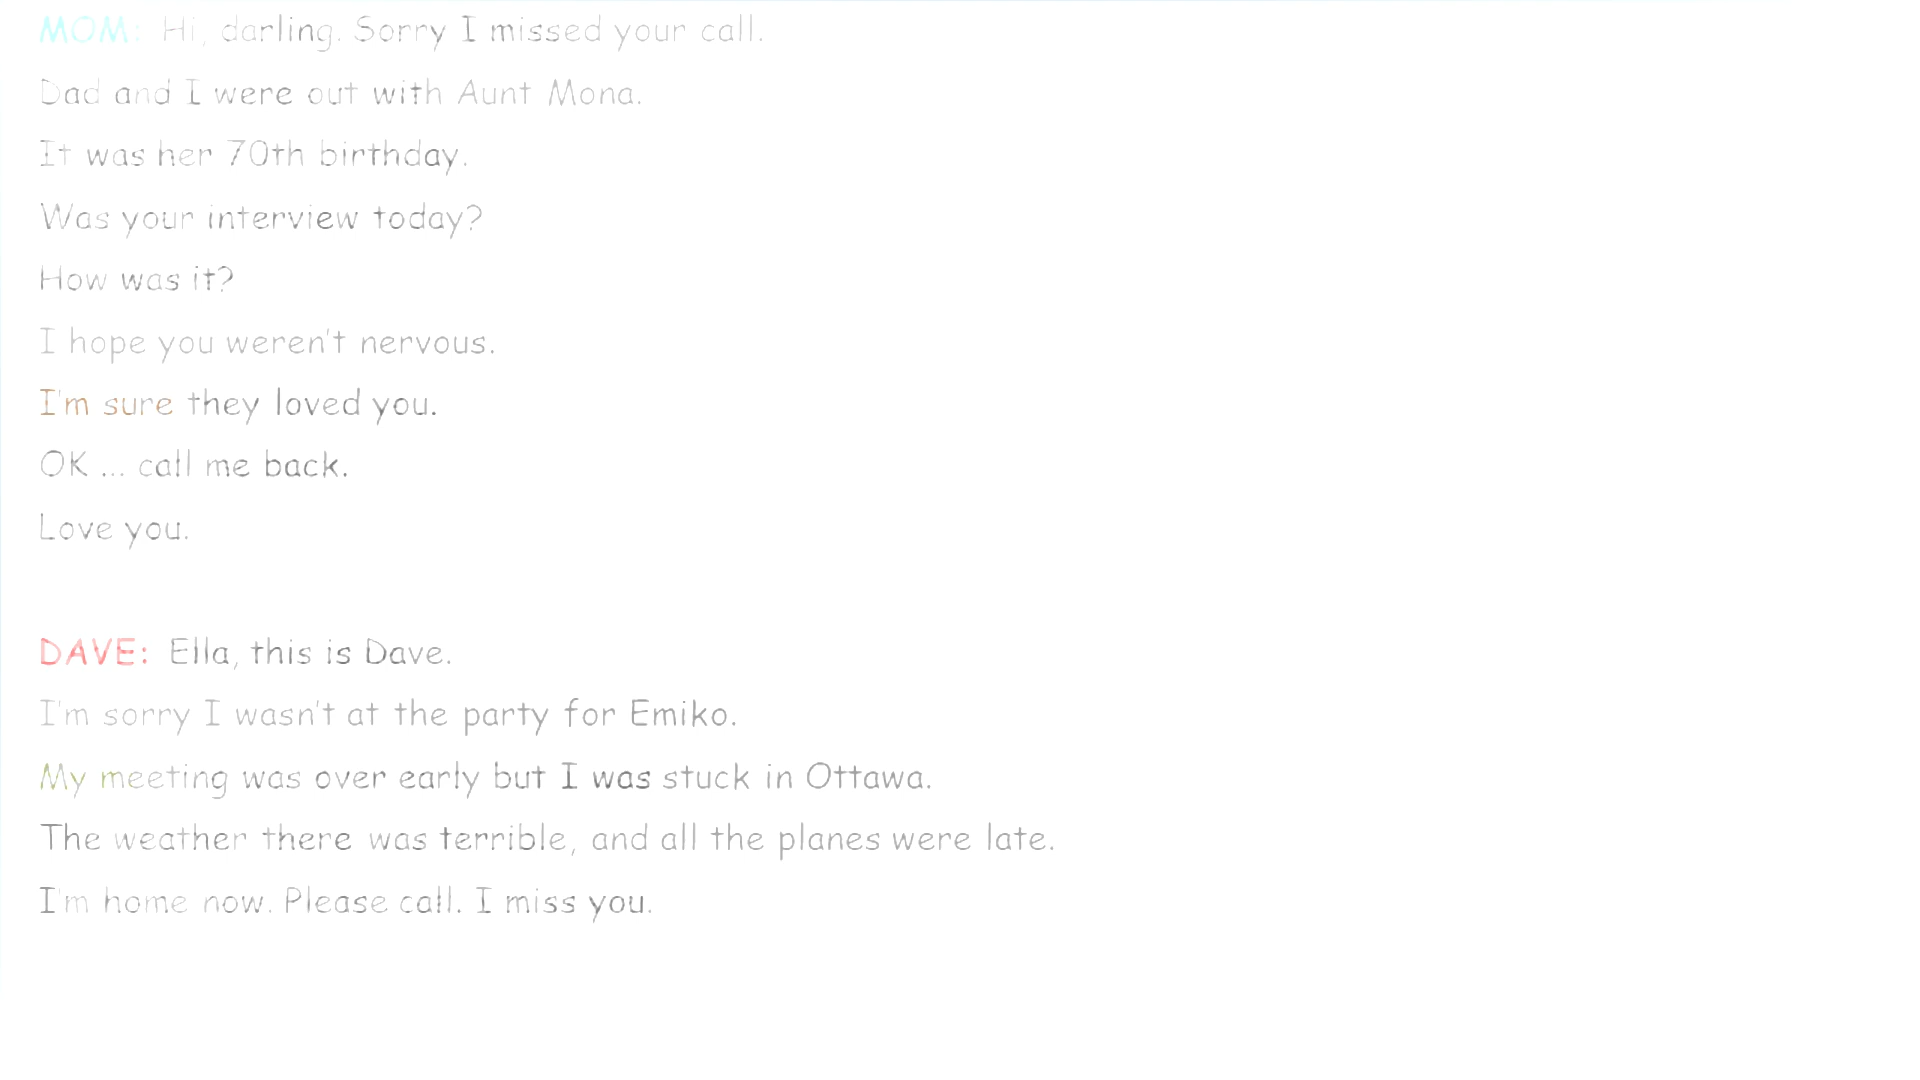 MOM: Hi, darling. Sorry I missed your call.
Dad and I were out with Aunt Mona.
It was her 70th birthday.
Was your interview today?
How was it?
I hope you weren't nervous.
I'm sure they loved you.
OK ... call me back.
Love you.
DAVE: Ella, this is Dave.
I'm sorry I wasn't at the party for Emiko.
My meeting was over early but I was stuck in Ottawa.
The weather there was terrible, and all the planes were late.
I'm home now. Please call. I miss you.